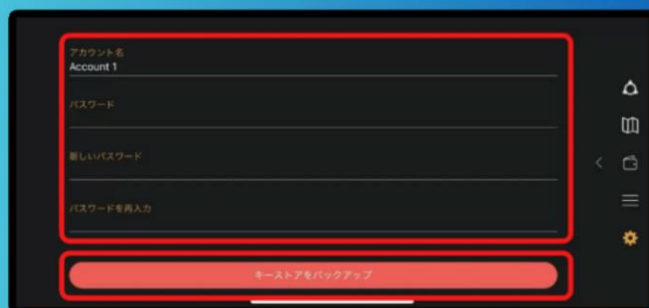 アカウント名
Account 1
パスワード
新しいパスワード
パスワードを再入力
キーストアをバックアップ